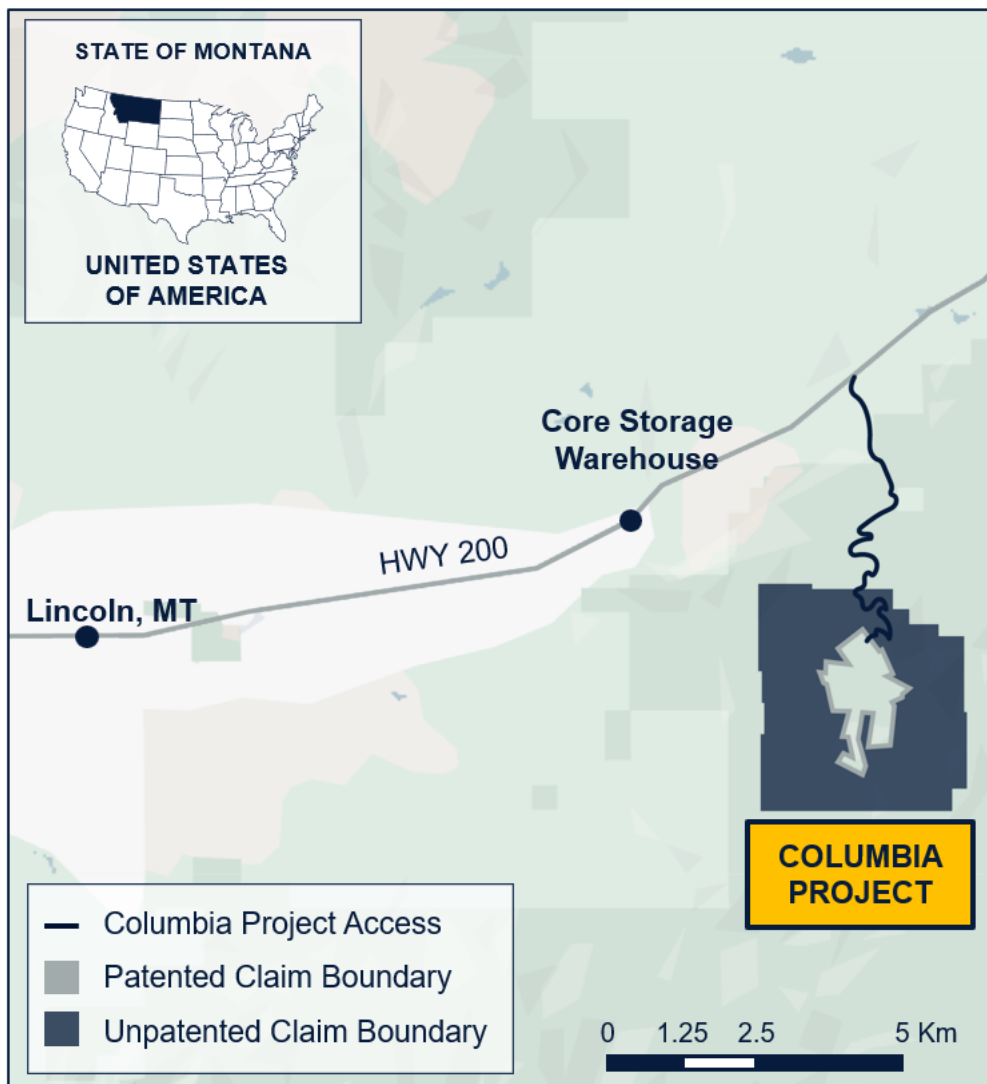 STATE OF MONTANA
UNITED STATES
OF AMERICA
Core Storage
Warehouse
HWY 200
Lincoln, MT
COLUMBIA
PROJECT
Columbia Project Access
Patented Claim Boundary
Unpatented Claim Boundary
0 1.25 2.5 5 Km